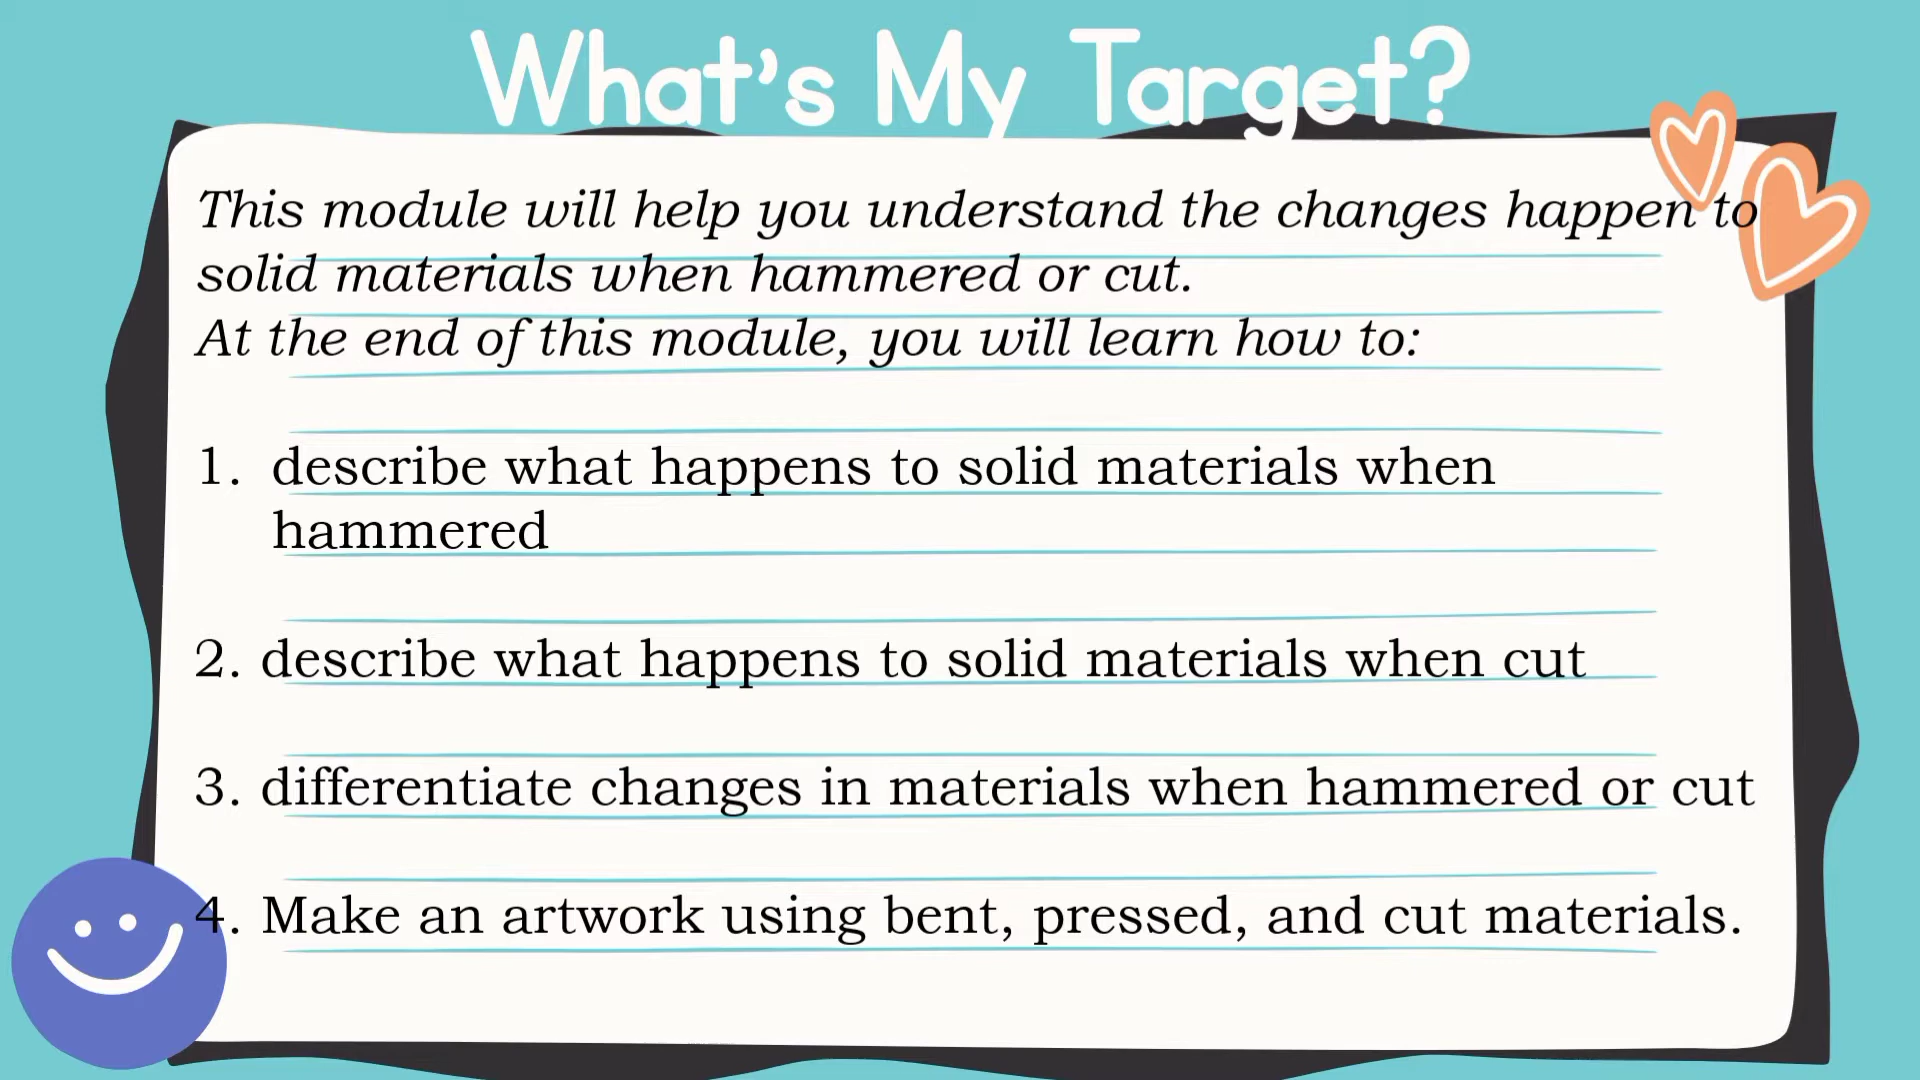 What's My Target?
This module will help you understand the changes happen to
solid materials when hammered or cut.
At the end of this module, you will learn how to:
1. describe what happens to solid materials when
hammered
2. describe what happens to solid materials when cut
3. differentiate changes in materials when hammered or cut
4. Make an artwork using bent, pressed, and cut materials.